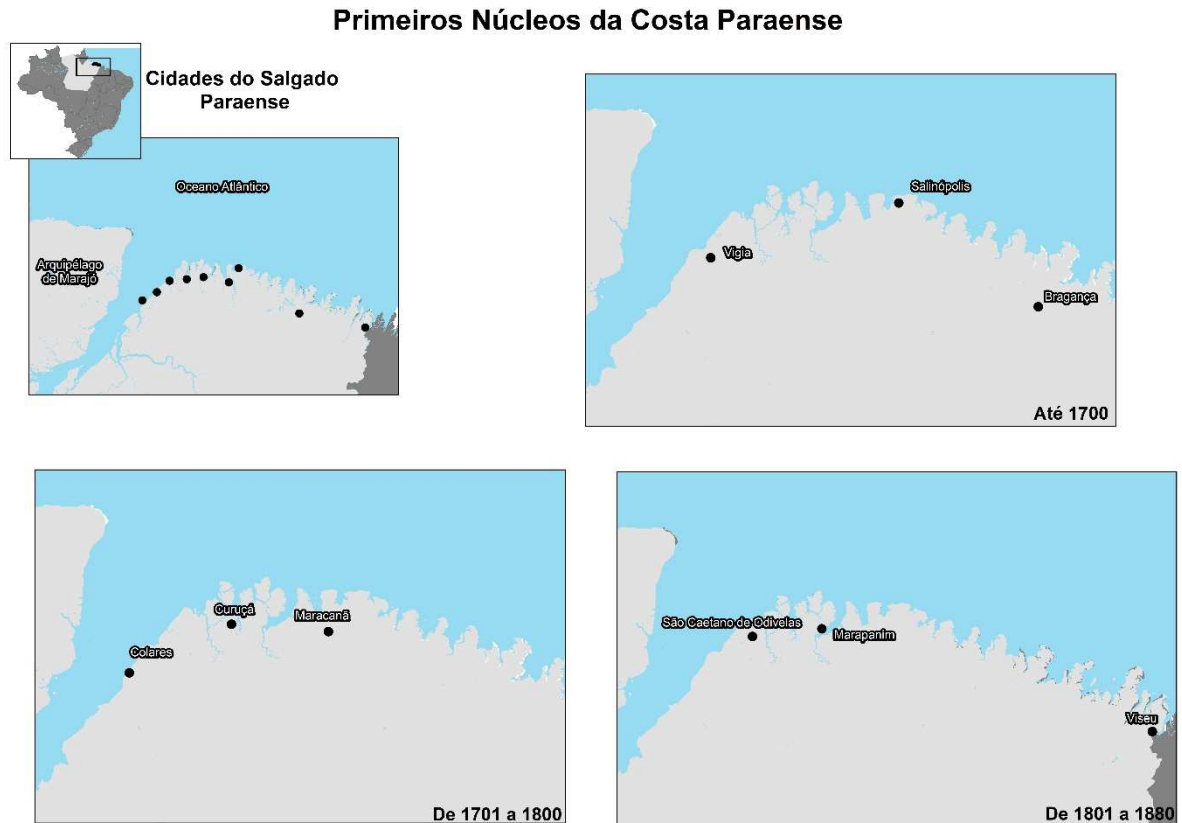 Primeiros Núcleos da Costa Paraense
Cidades do Salgado
Paraense
Oceano Atlântico
Arquipélago
de Marajó
Salinópolis
Vigia
Bragança
Até 1700
Curuçá
Maracanã
Colares
De 1701 a 1800
São Caetano de Odivelas
Marapanim
Viseu
De 1801 a 1880